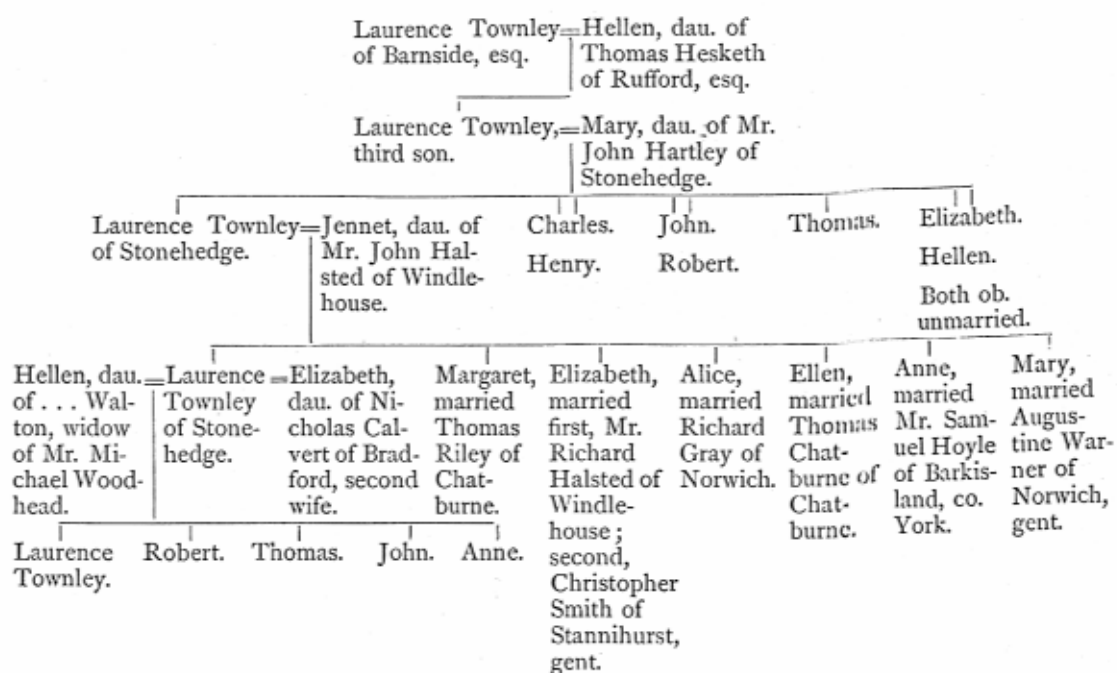 Laurence Townley=Hellen, dau. of
of Barnside, esq. Thomas Hesketh
of Rufford, esq.
Laurence Townley,=Mary, dau. of Mr.
third son. John Hartley of
Stonehedge.
Laurence Townley=Jennet, dau. of
of Stonehedge. Mr. John Hal-
sted of Windle-
house.
Charles.
Henry.
John.
Robert.
Thomas.
Elizabeth.
Hellen.
Both ob.
unmarried.
Hellen, dau.
of . . . Wal-
ton, widow
of Mr. Mi-
chael Wood-
head.
=Laurence
Townley
of Stone-
hedge.
=Elizabeth,
dau. of Ni-
cholas Cal-
vert of Brad-
ford, second
wife.
Margaret,
married
Thomas
Riley of
Chat-
burne.
Elizabeth,
married
first, Mr.
Richard
Halsted of
Windle-
house;
second,
Christopher
Smith of
Stannihurst,
gent.
Alice,
married
Richard
Gray of
Norwich.
Ellen,
married
Thomas
Chat-
burne of
Chat-
burne.
Anne,
married
Mr. Sam-
uel Hoyle
of Barkis-
land, co.
York.
Mary,
married
Augus-
tine War-
ner of
Norwich,
gent.
Laurence
Townley.
Robert.
Thomas.
John.
Anne.